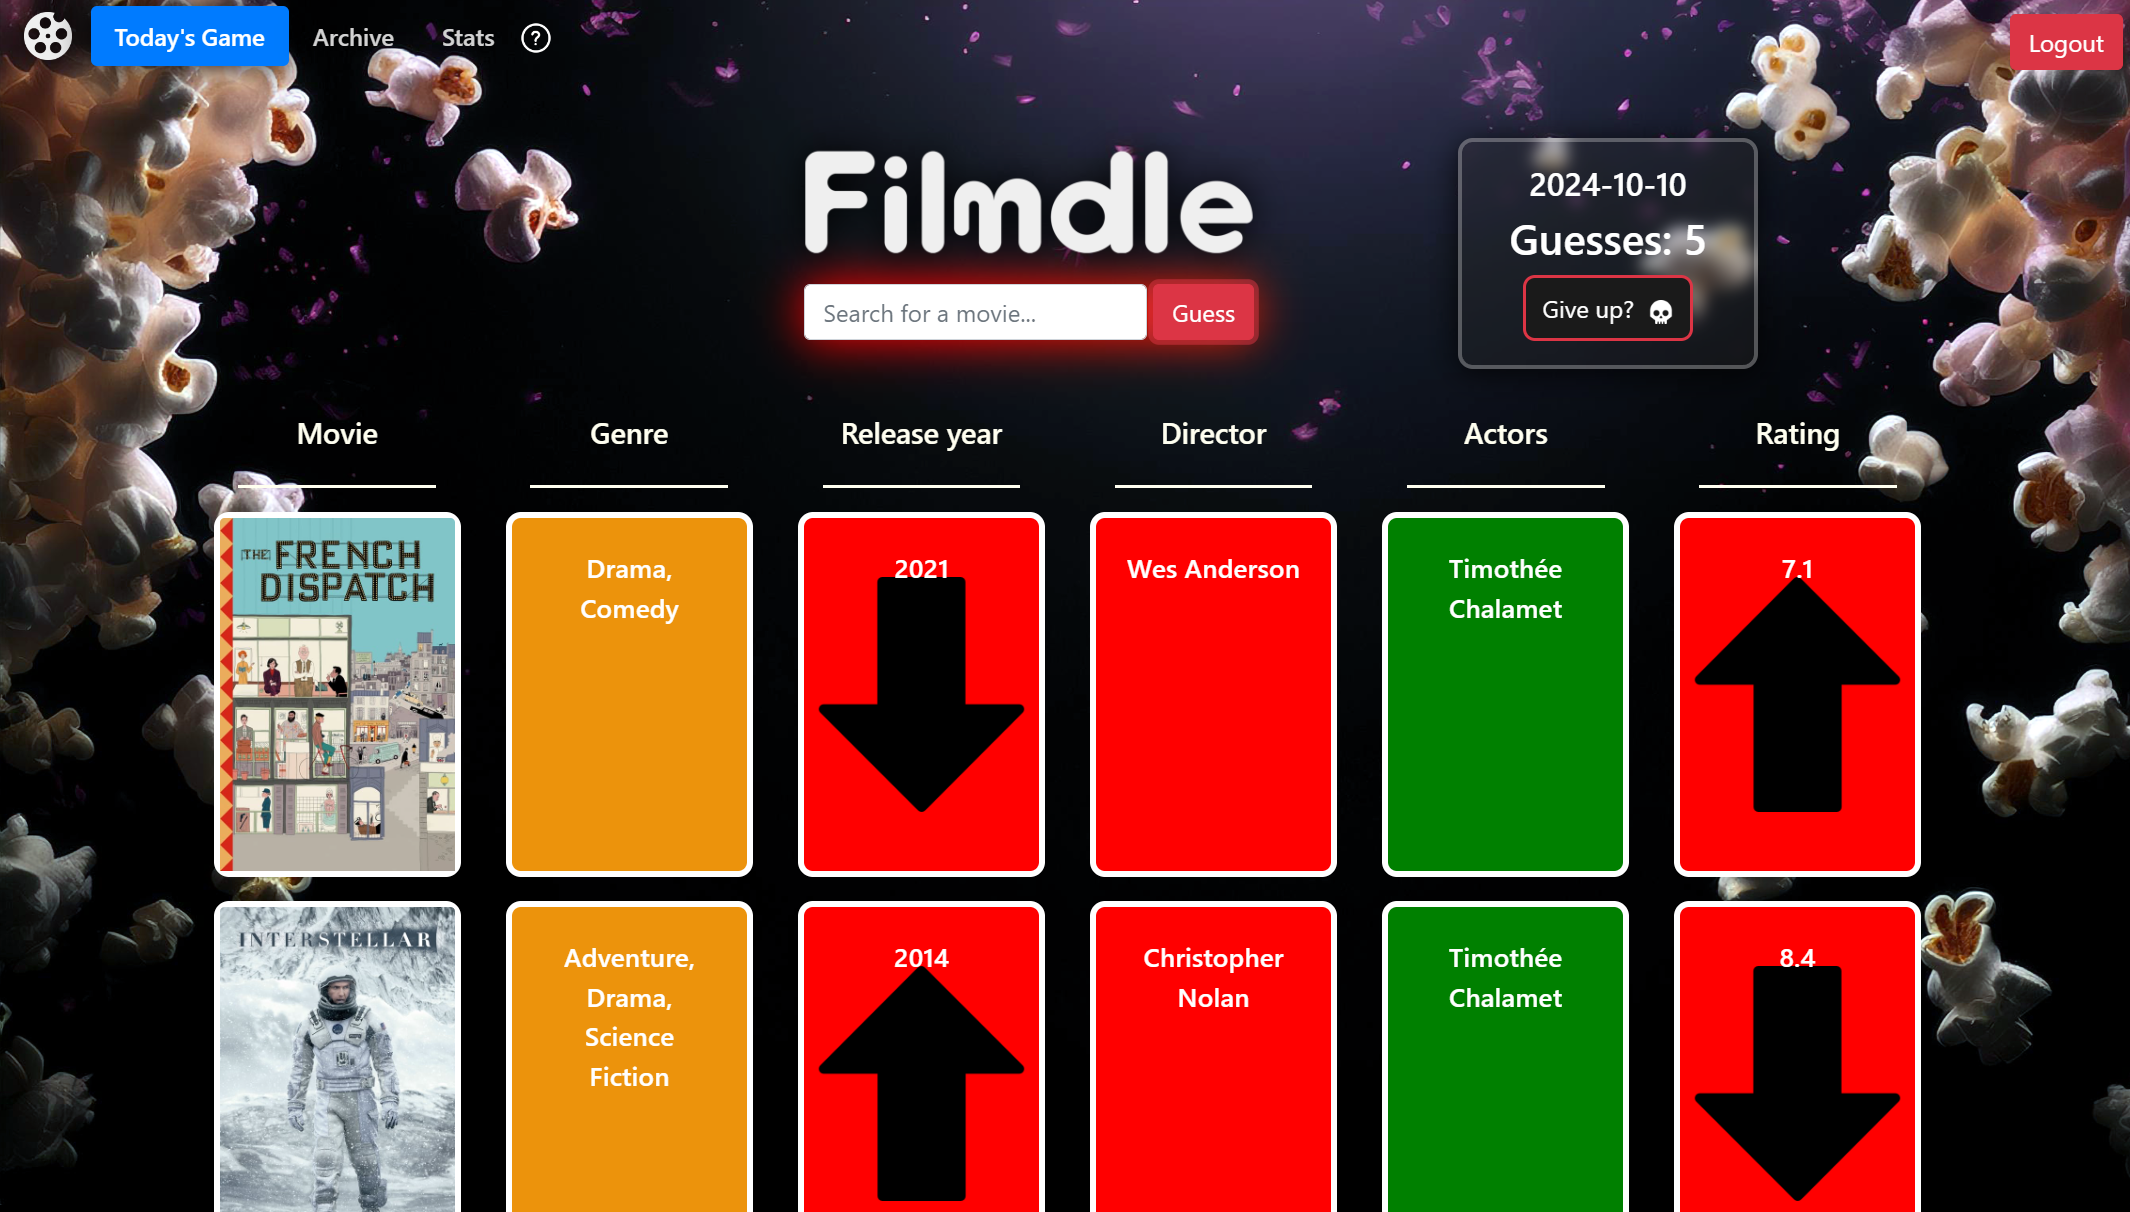 Today's Game
Archive
Stats
?
Logout
Filmdle
2024-10-10
Guesses: 5
Give up?
Search for a movie...
Guess
Movie
Genre
Release year
Director
Actors
Rating
THE FRENCH
DISPATCH
Drama,
Comedy
2021
Wes Anderson
Timothée
Chalamet
7.1
INTERSTELLAR
Adventure,
Drama,
Science
Fiction
2014
Christopher
Nolan
Timothée
Chalamet
8.4